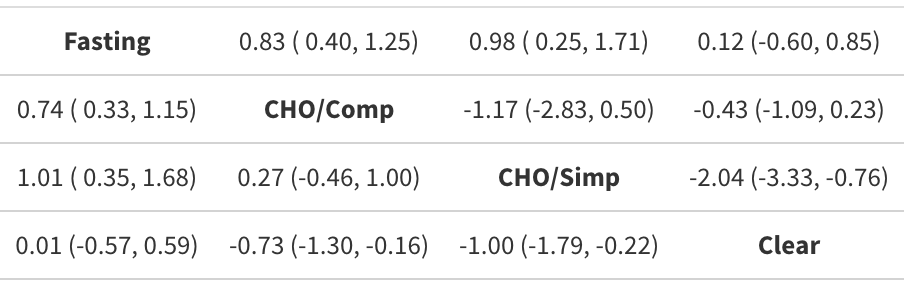 Fasting 0.83 ( 0.40, 1.25) 0.98 ( 0.25, 1.71) 0.12 (-0.60, 0.85)
0.74 ( 0.33, 1.15) CHO/Comp -1.17 (-2.83, 0.50) -0.43 (-1.09, 0.23)
1.01 ( 0.35, 1.68) 0.27 (-0.46, 1.00) CHO/Simp -2.04 (-3.33, -0.76)
0.01 (-0.57, 0.59) -0.73 (-1.30, -0.16) -1.00 (-1.79, -0.22) Clear